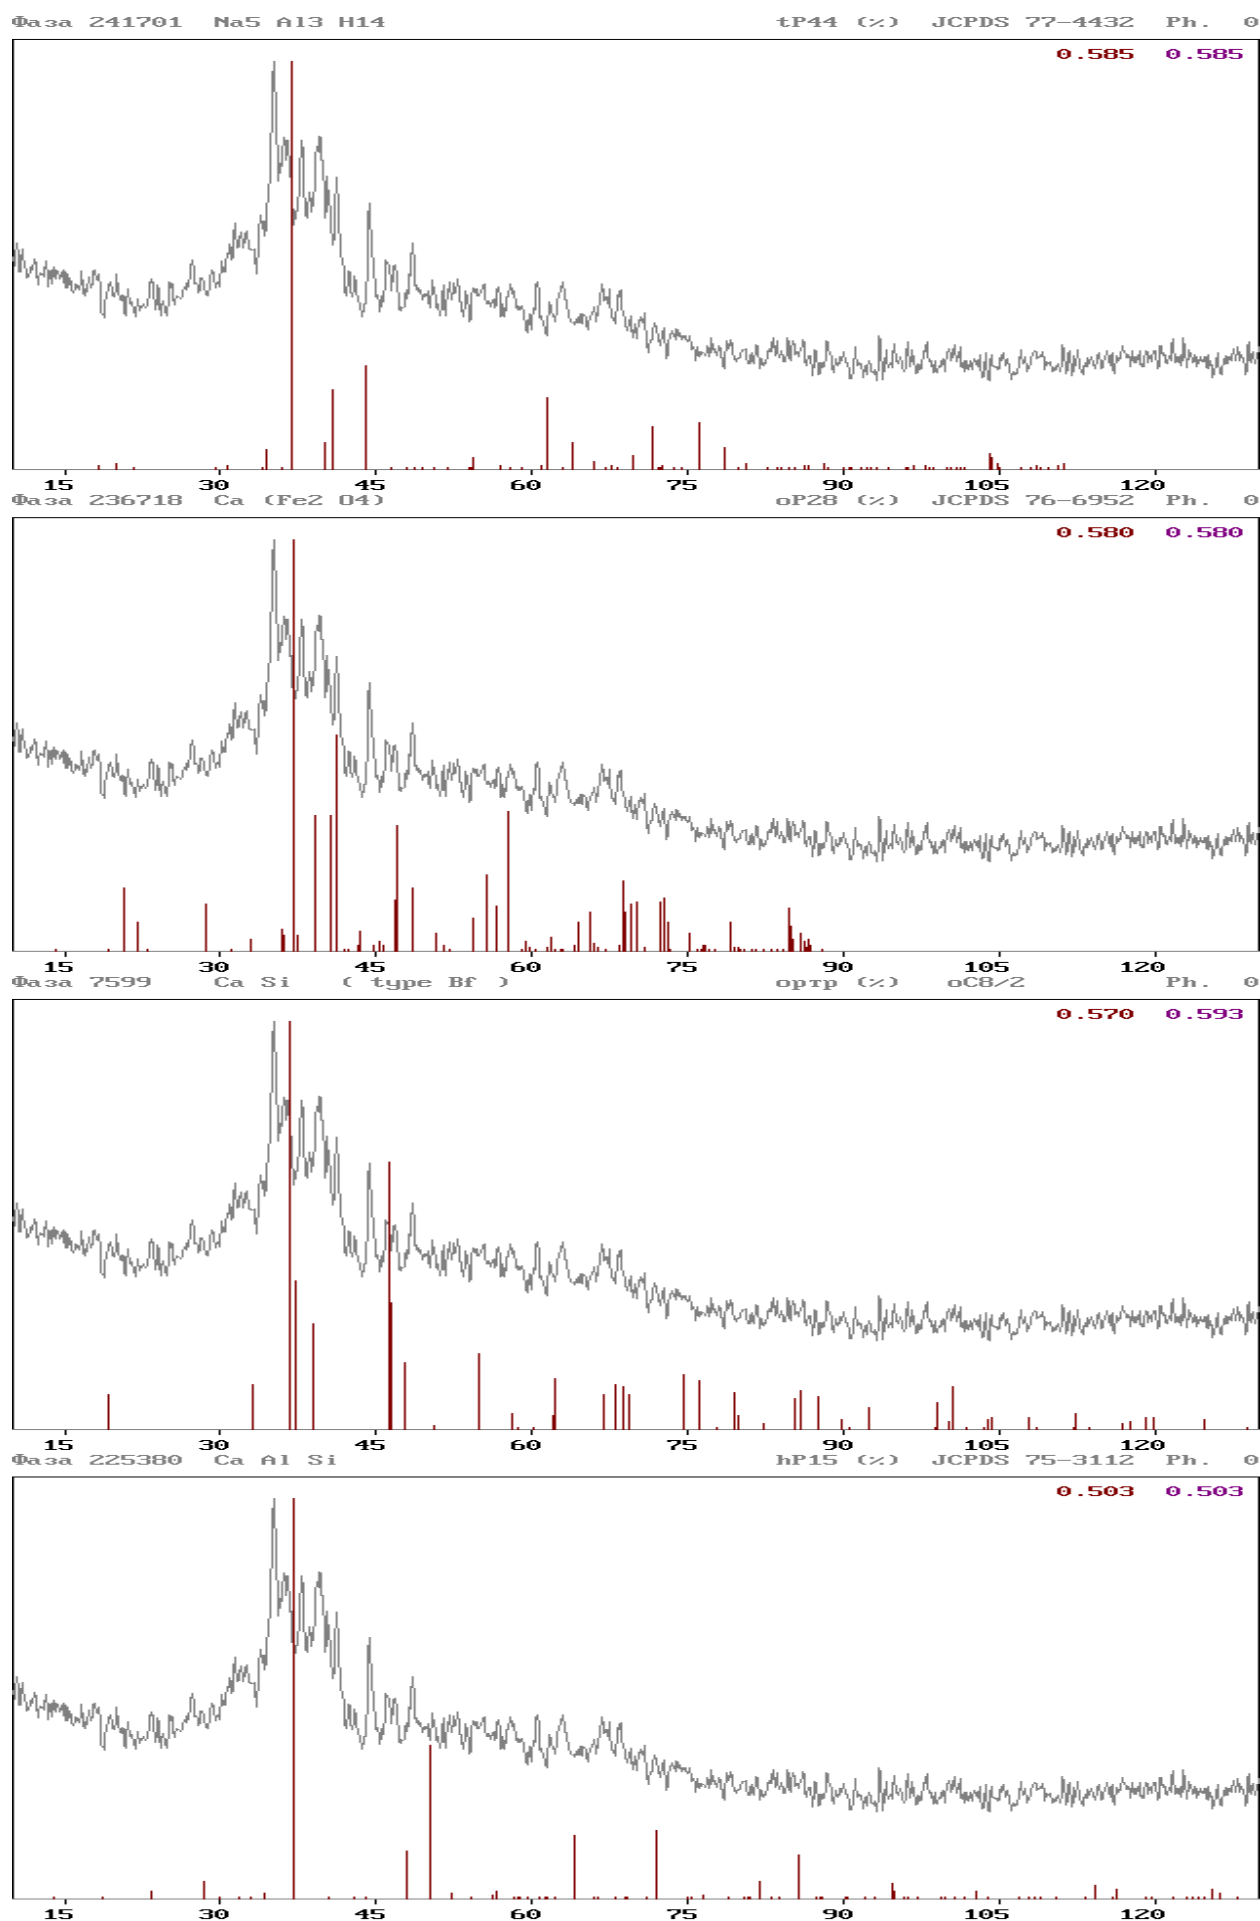 Фаза 241701 Na5 Al3 H14 tP44 (%) JCPDS 77-4432 Ph. 0
0.585 0.585
15 30 45 60 75 90 105 120
Фаза 236718 Ca (Fe2 O4) oP28 (%) JCPDS 76-6952 Ph. 0
0.580 0.580
15 30 45 60 75 90 105 120
Фаза 7599 Ca Si ( type Bf ) ортр (%) oC8/2 Ph. 0
0.570 0.593
15 30 45 60 75 90 105 120
Фаза 225380 Ca Al Si hP15 (%) JCPDS 75-3112 Ph. 0
0.503 0.503
15 30 45 60 75 90 105 120